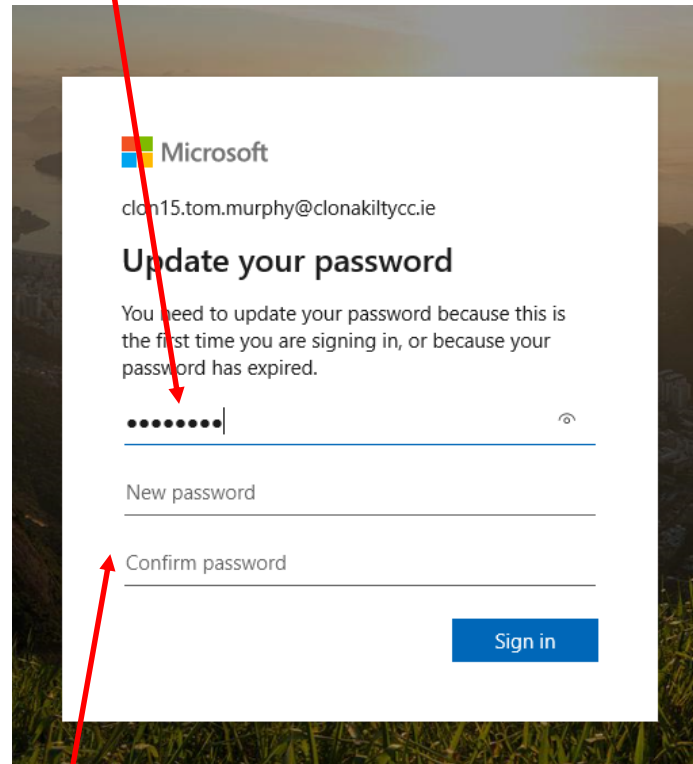 Microsoft
clon15.tom.murphy@clonakiltycc.ie
Update your password
You need to update your password because this is
the first time you are signing in, or because your
password has expired.
••••••••
New password
Confirm password
Sign in